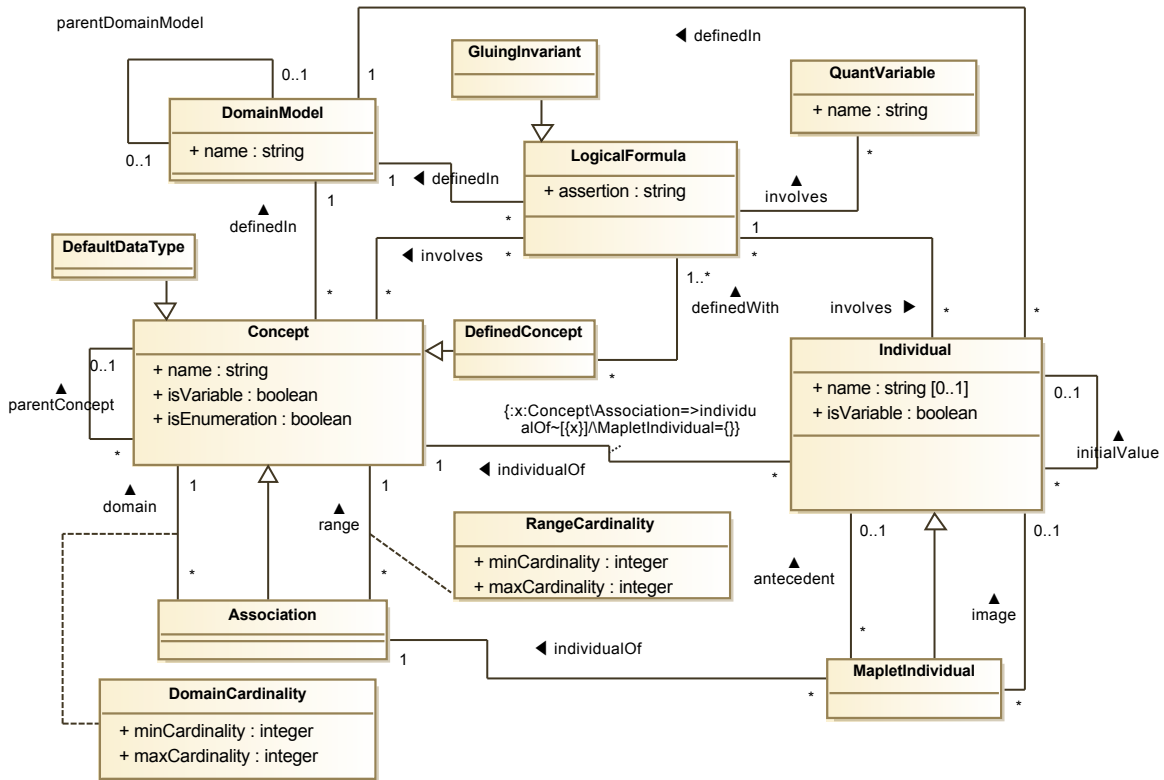 parentDomainModel
◄ definedIn
GluingInvariant
QuantVariable
+ name : string
0..1
1
DomainModel
+ name : string
0..1
1
◄ definedIn
*
LogicalFormula
+ assertion : string
*
▲
involves
1
▲
definedIn
1
DefaultDataType
◄ involves
*
*
1..*
▲
definedWith
involves ►
*
*
*
*
Concept
+ name : string
+ isVariable : boolean
+ isEnumeration : boolean
0..1
▲
parentConcept
*
DefinedConcept
*
Individual
+ name : string [0..1]
+ isVariable : boolean
0..1
▲
initialValue
*
{:x:Concept\Association=>individu
alOf~[{x}]/\MapletIndividual={}}
1
◄ individualOf
*
▲
domain
1
1
▲
range
RangeCardinality
+ minCardinality : integer
+ maxCardinality : integer
0..1
0..1
▲
antecedent
▲
image
*
*
Association
1
◄ individualOf
*
*
MapletIndividual
*
DomainCardinality
+ minCardinality : integer
+ maxCardinality : integer